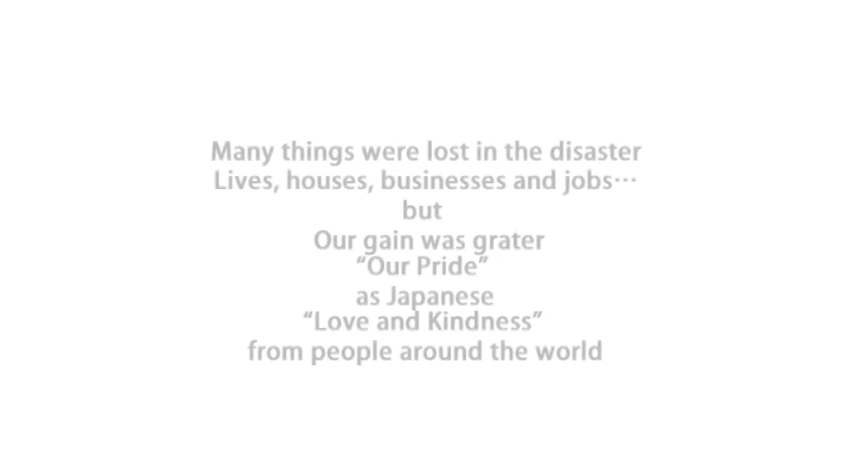 Many things were lost in the disaster
Lives, houses, businesses and jobs…
but
Our gain was grater
“Our Pride”
as Japanese
“Love and Kindness”
from people around the world